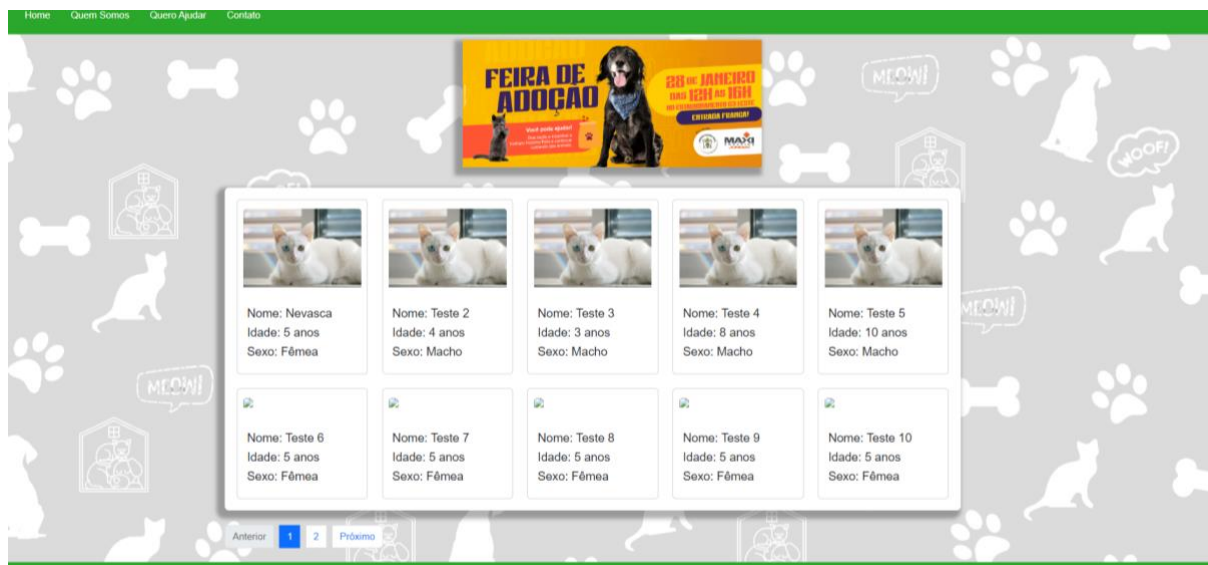 Home Quem Somos Quero Ajudar Contato
FEIRA DE
ADOÇÃO
28 DE JANEIRO
DAS 12H ÀS 16H
ENTRADA FRANCA!
Você pode ajudar!
MAXI
MEOW!
WOOF!
WOOF!
MEOW!
MEOW!
Nome: Nevasca
Idade: 5 anos
Sexo: Fêmea
Nome: Teste 2
Idade: 4 anos
Sexo: Macho
Nome: Teste 3
Idade: 3 anos
Sexo: Macho
Nome: Teste 4
Idade: 8 anos
Sexo: Macho
Nome: Teste 5
Idade: 10 anos
Sexo: Macho
Nome: Teste 6
Idade: 5 anos
Sexo: Fêmea
Nome: Teste 7
Idade: 5 anos
Sexo: Fêmea
Nome: Teste 8
Idade: 5 anos
Sexo: Fêmea
Nome: Teste 9
Idade: 5 anos
Sexo: Fêmea
Nome: Teste 10
Idade: 5 anos
Sexo: Fêmea
Anterior 1 2 Próximo